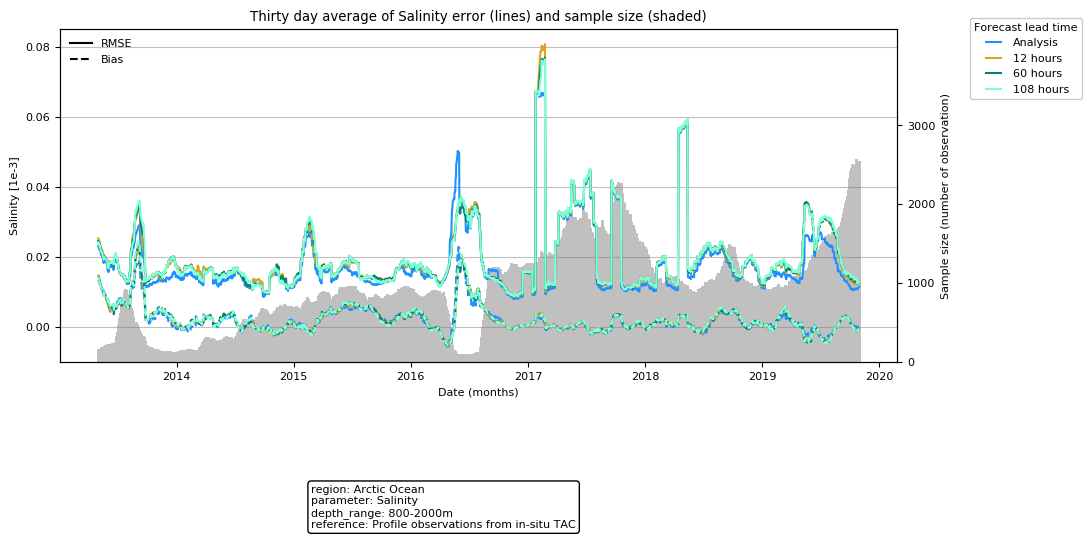 Thirty day average of Salinity error (lines) and sample size (shaded)
Forecast lead time
Analysis
12 hours
60 hours
108 hours
RMSE
Bias
Salinity [1e-3]
0.08
0.06
0.04
0.02
0.00
Sample size (number of observation)
3000
2000
1000
0
2014
2015
2016
2017
2018
2019
2020
Date (months)
region: Arctic Ocean
parameter: Salinity
depth_range: 800-2000m
reference: Profile observations from in-situ TAC